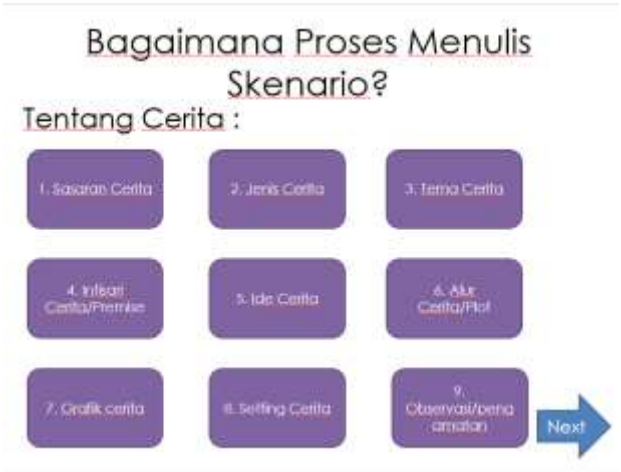 Bagaimana Proses Menulis
Skenario?
Tentang Cerita :
1. Sasaran Cerita
2. Jenis Cerita
3. Tema Cerita
4. Intisari
Cerita/Premise
5. Ide Cerita
6. Alur
Cerita/Plot
7. Grafik cerita
8. Setting Cerita
9.
Observasi/peng
amatan
Next